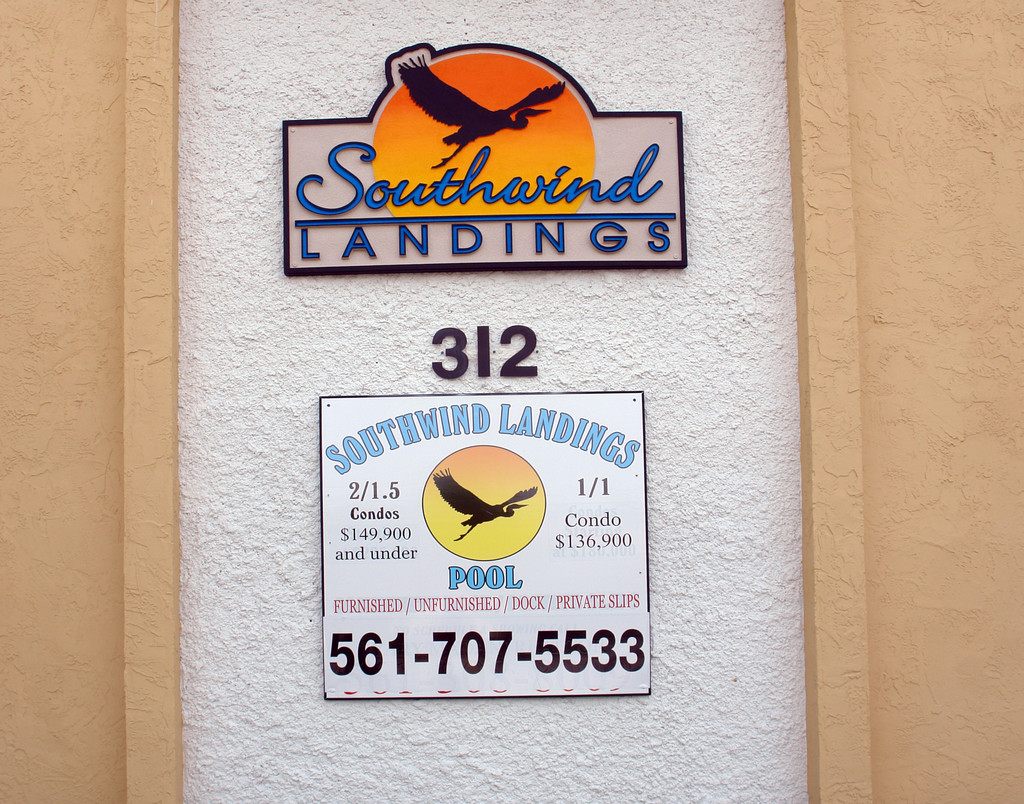 Southwind
LANDINGS
312
SOUTHWIND LANDINGS
2/1.5
Condos
$149,900
and under
1/1
Condo
$136,900
POOL
FURNISHED / UNFURNISHED / DOCK / PRIVATE SLIPS
561-707-5533